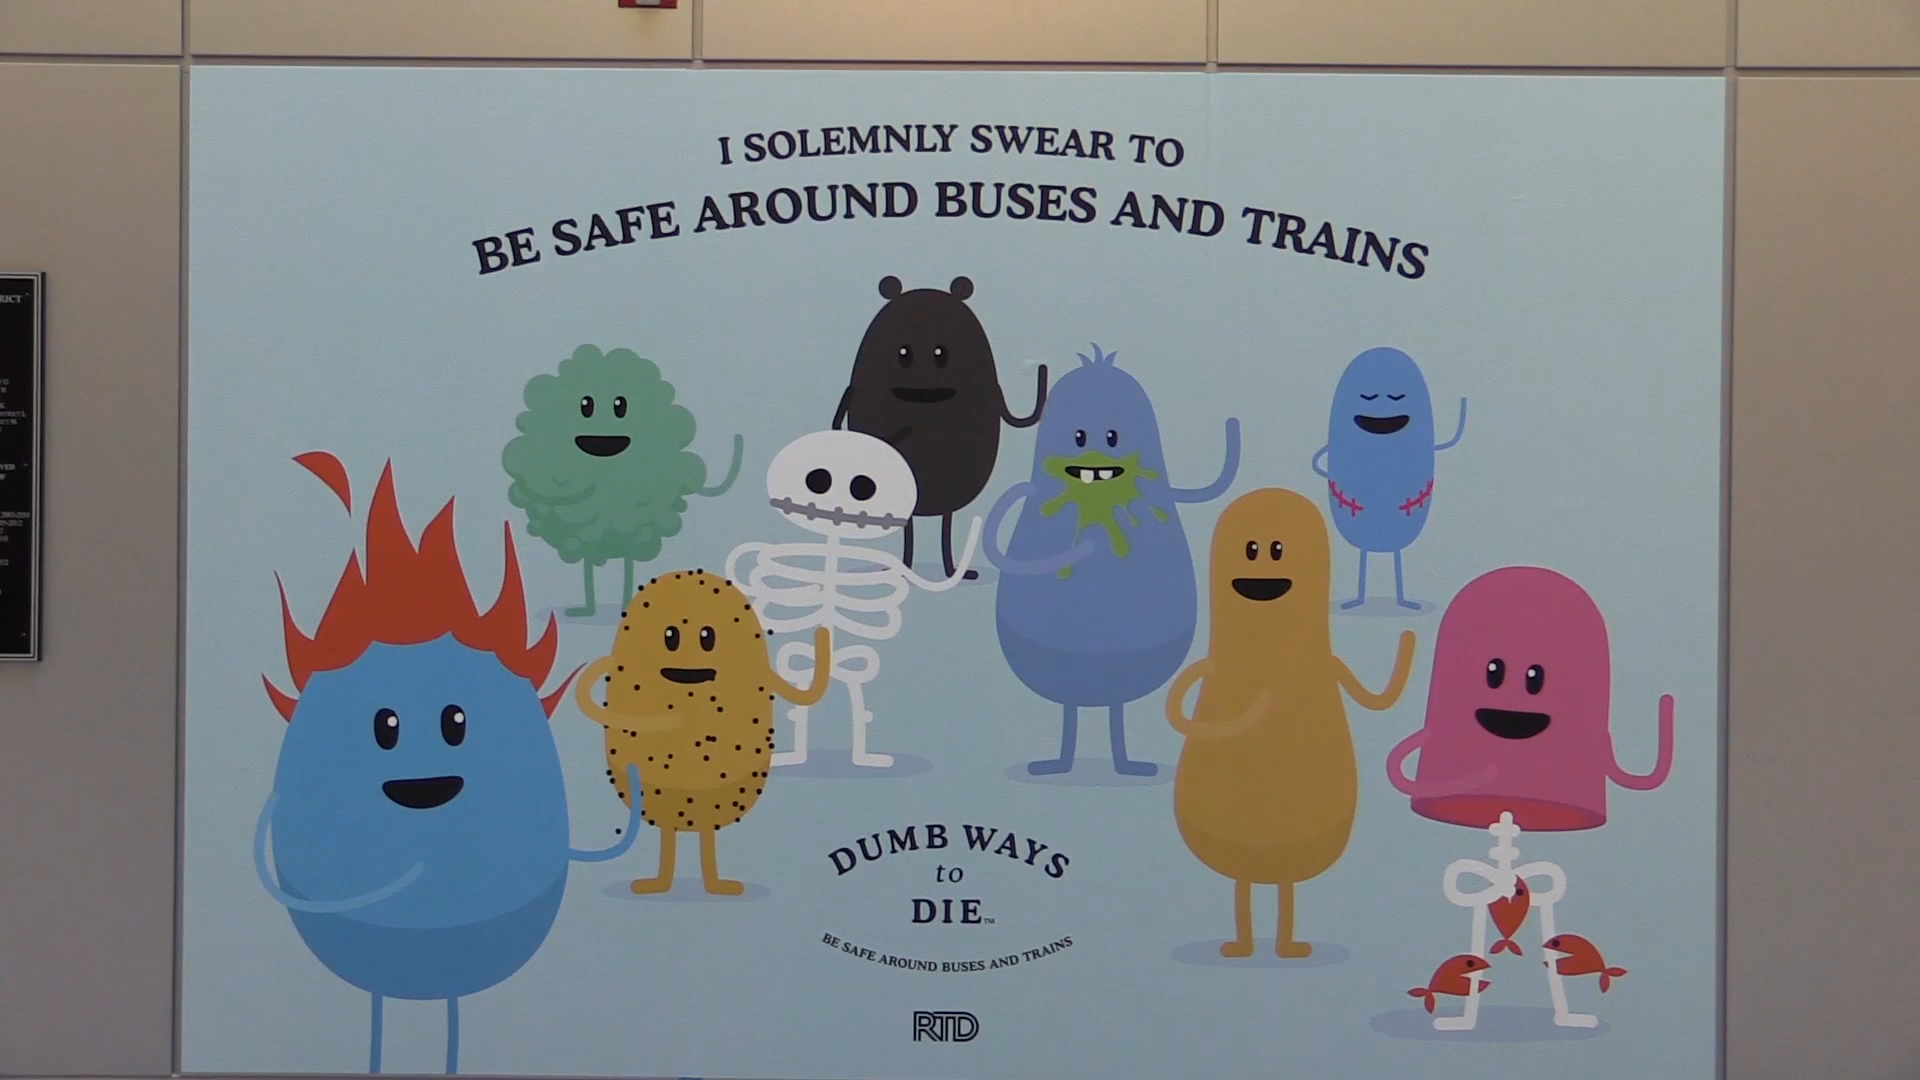 I SOLEMNLY SWEAR TO
BE SAFE AROUND BUSES AND TRAINS
DUMB WAYS
to
DIE™
BE SAFE AROUND BUSES AND TRAINS
RTD